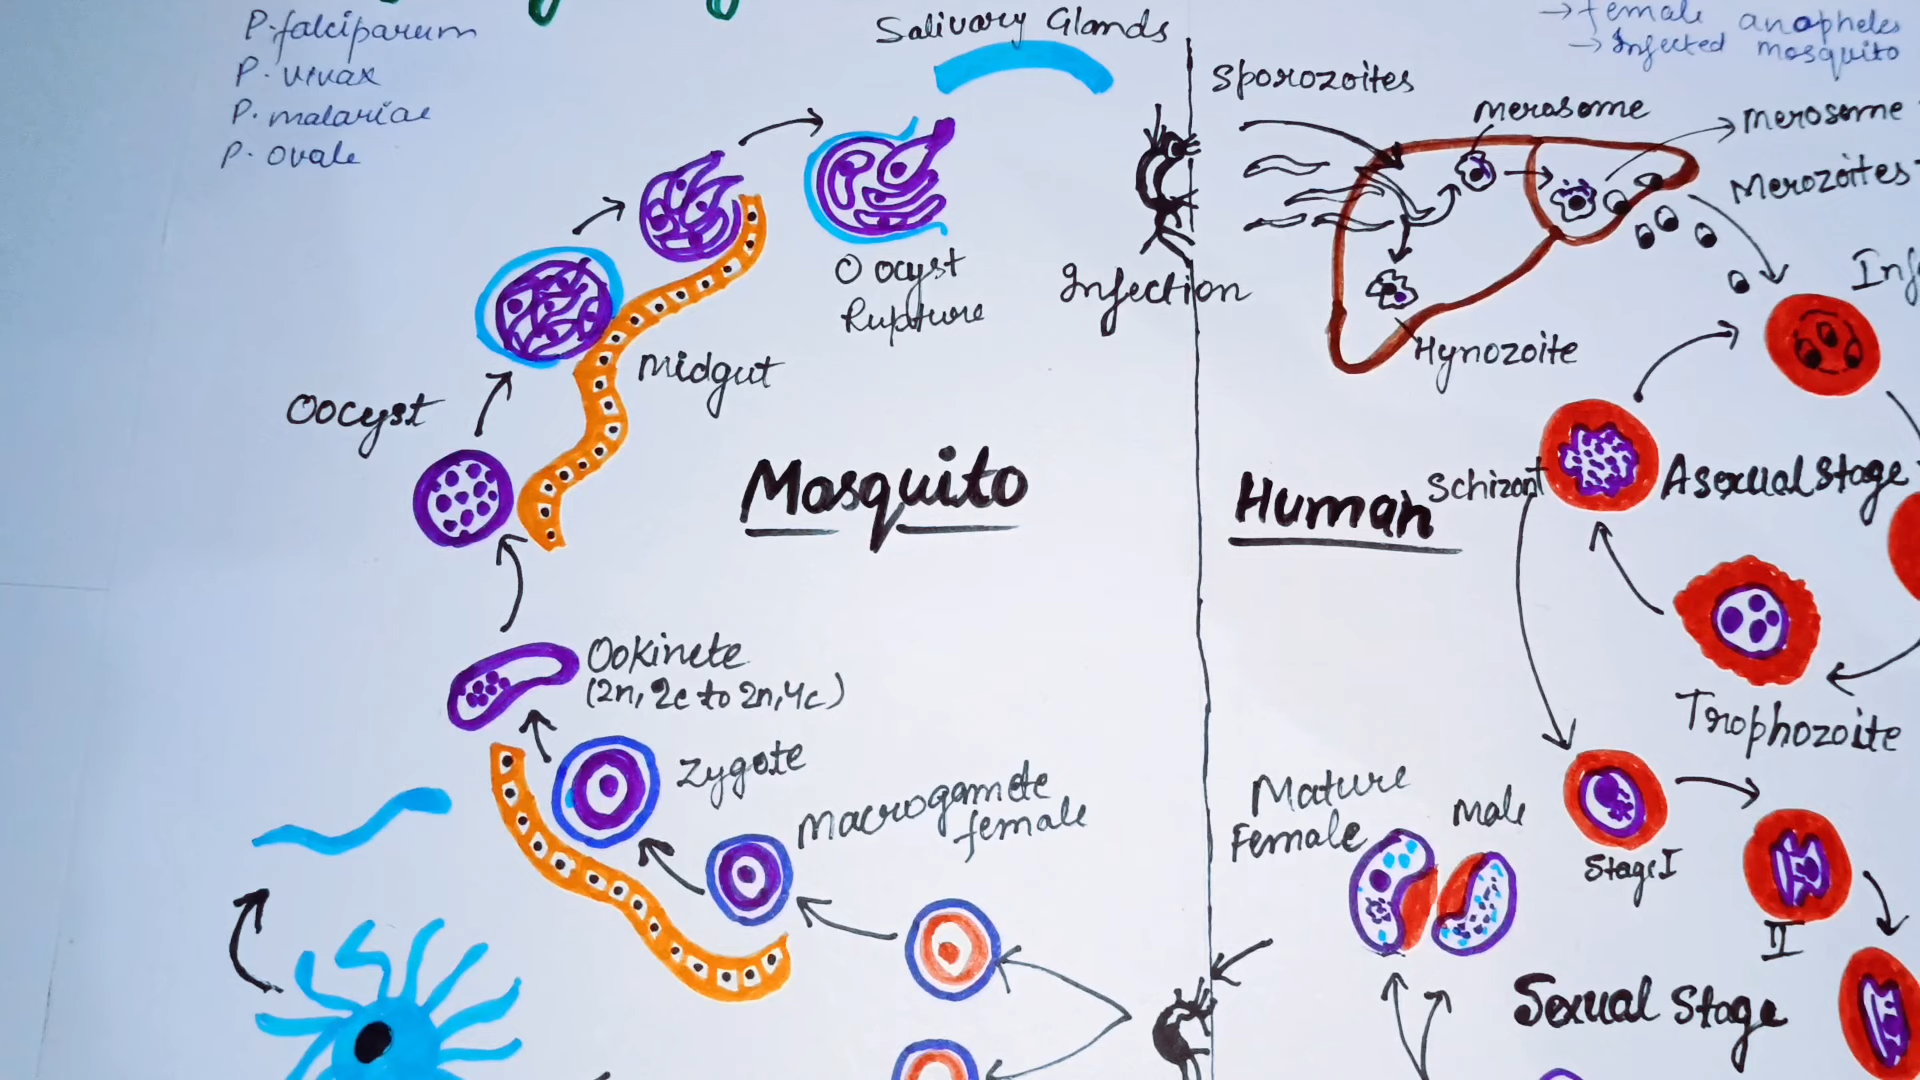 P. falciparum
P. vivax
P. malariae
P. ovale
Salivary Glands
→ female anopheles
→ Infected mosquito
Sporozoites
merasome
merosome
Merozoites
Oocyst
Rupture
Infection
Hynozoite
midgut
Oocyst
Mosquito
Human
Schizont
Asexual Stage
Ookinete
(2n, 2c to 2n, 4c)
Trophozoite
Zygote
Macrogamete
female
Mature
Female
Male
Stage I
II
Sexual Stage